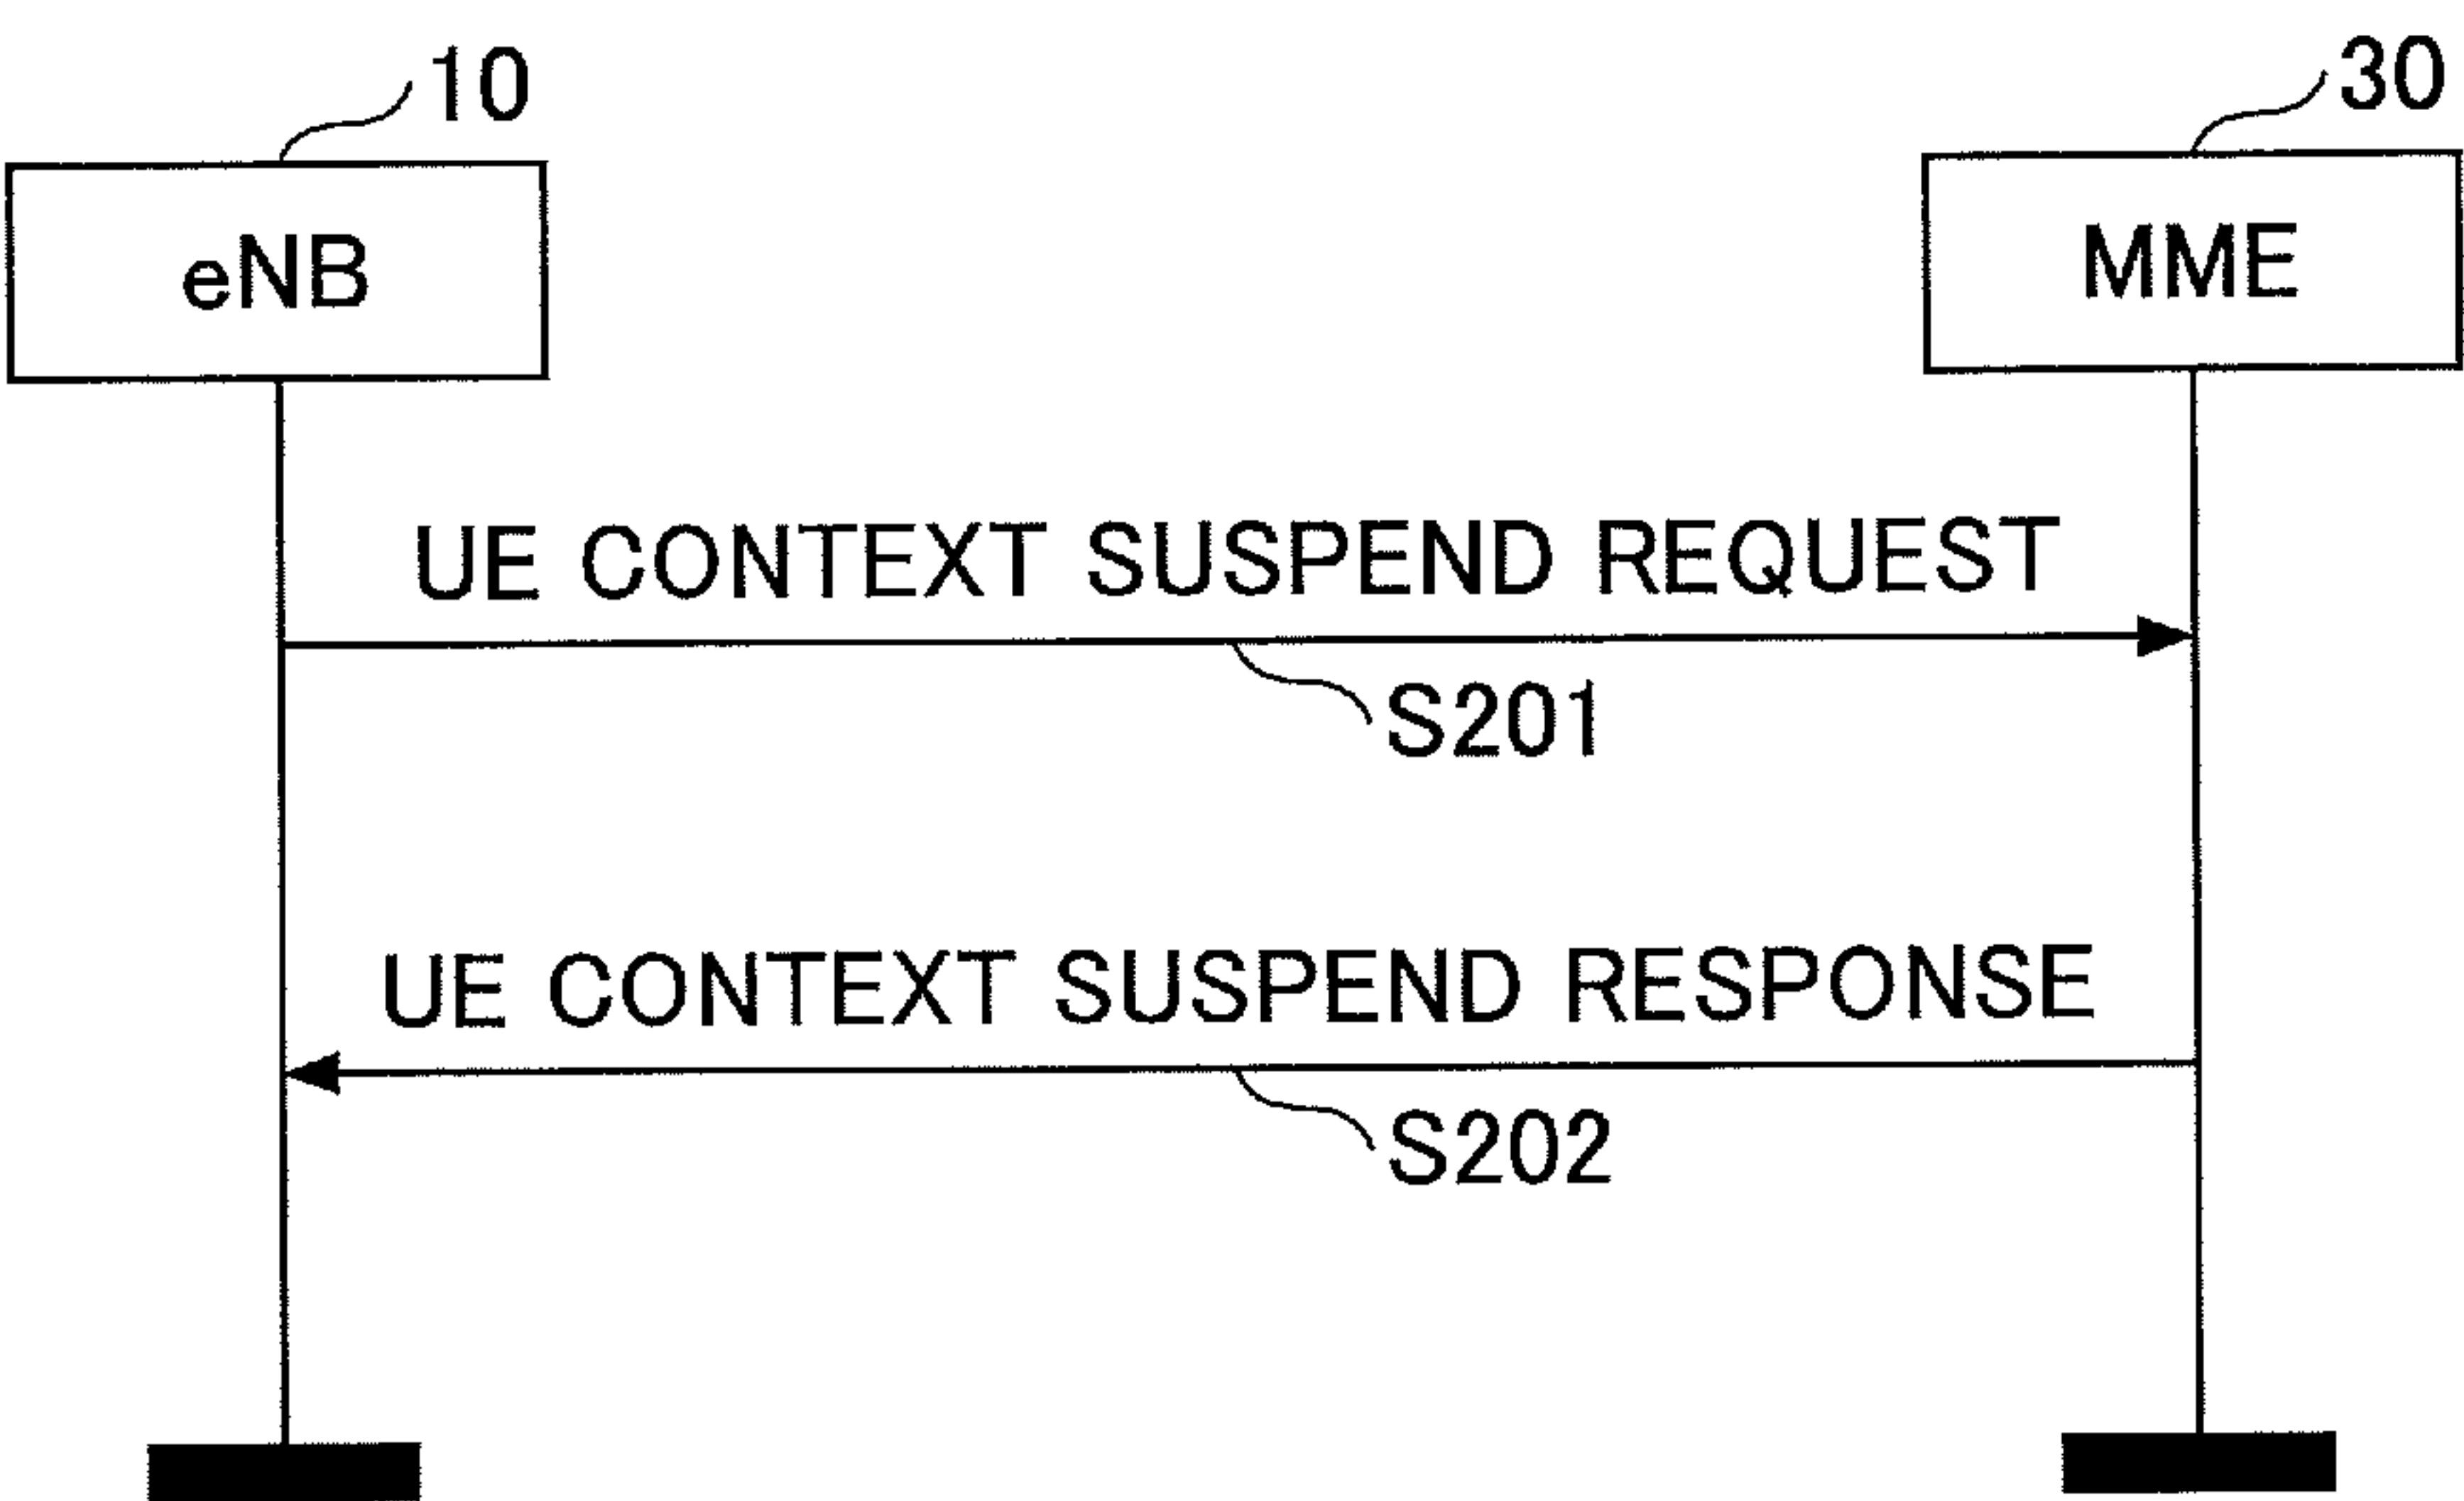 10
30
eNB
MME
UE CONTEXT SUSPEND REQUEST
S201
UE CONTEXT SUSPEND RESPONSE
S202